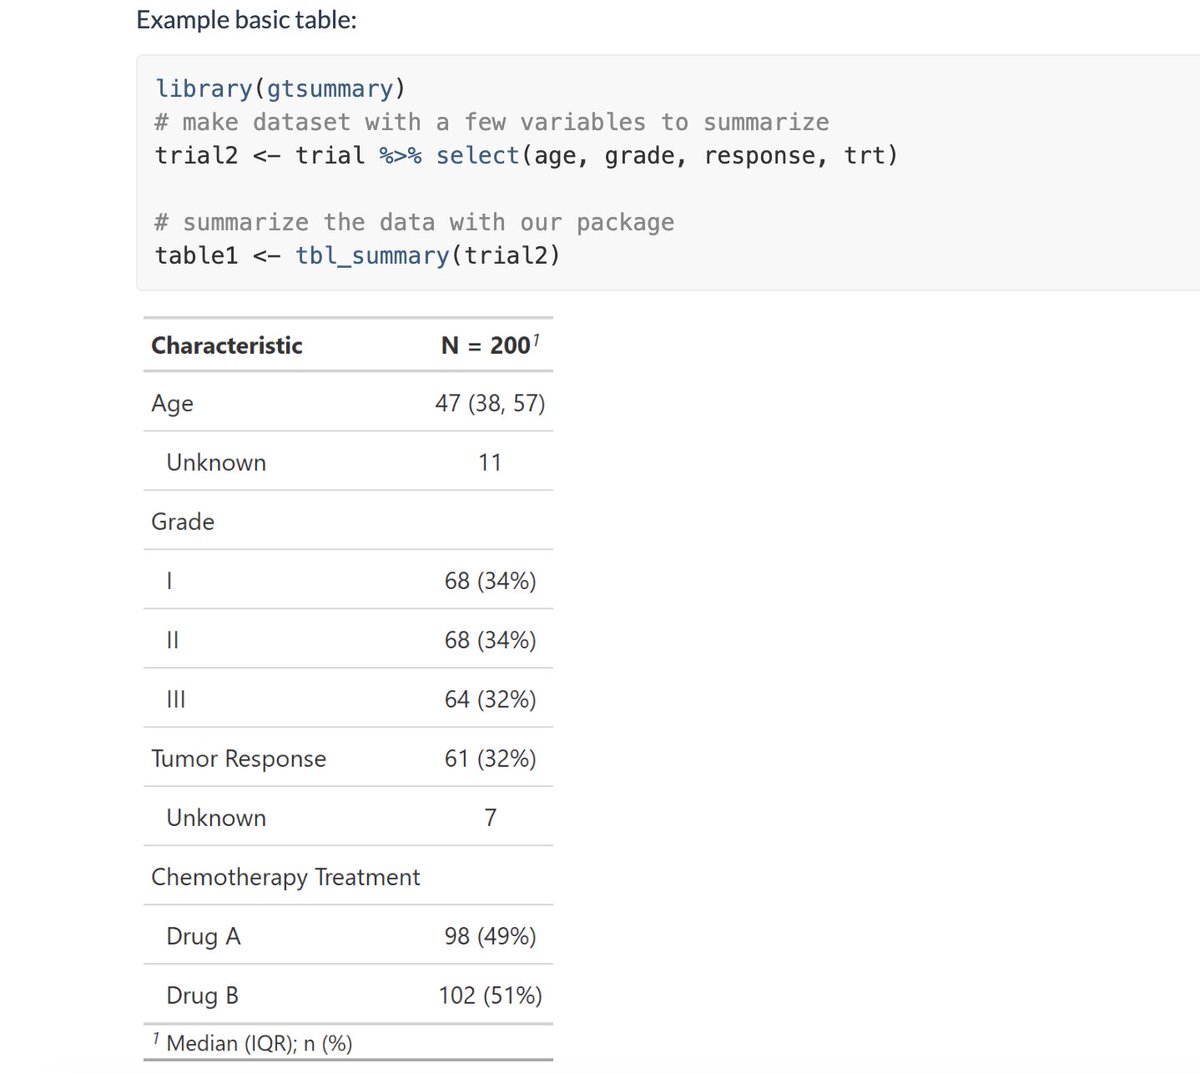 Example basic table:
library(gtsummary)
# make dataset with a few variables to summarize
trial2 <- trial %>% select(age, grade, response, trt)
# summarize the data with our package
table1 <- tbl_summary(trial2)
Characteristic N = 200¹
Age 47 (38, 57)
Unknown 11
Grade
I 68 (34%)
II 68 (34%)
III 64 (32%)
Tumor Response 61 (32%)
Unknown 7
Chemotherapy Treatment
Drug A 98 (49%)
Drug B 102 (51%)
¹ Median (IQR); n (%)